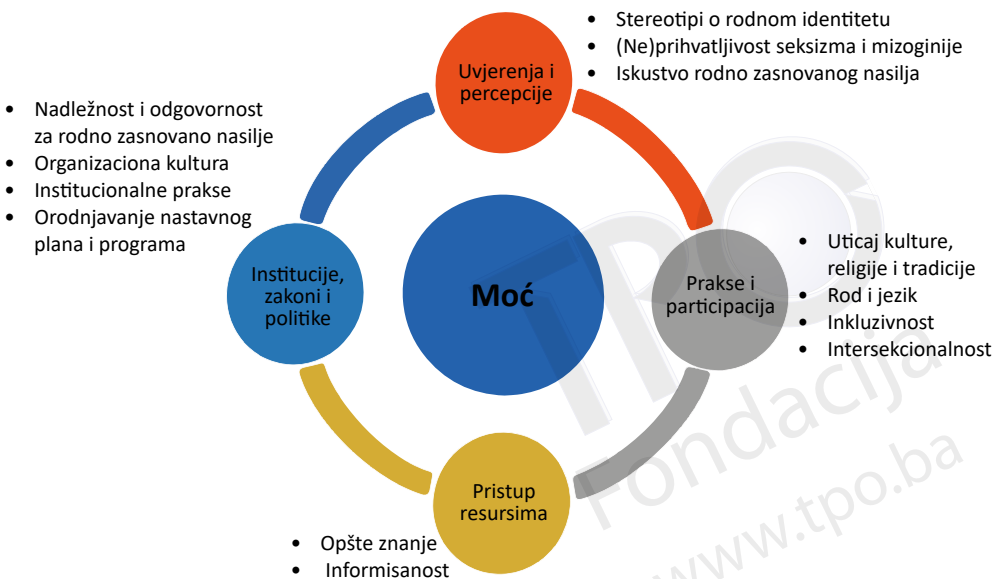 • Stereotipi o rodnom identitetu
• (Ne)prihvatljivost seksizma i mizoginije
• Iskustvo rodno zasnovanog nasilja
Uvjerenja i
percepcije
• Nadležnost i odgovornost
za rodno zasnovano nasilje
• Organizaciona kultura
• Institucionalne prakse
• Orodnjavanje nastavnog
plana i programa
Institucije,
zakoni i
politike
Moć
Prakse i
participacija
• Uticaj kulture,
religije i tradicije
• Rod i jezik
• Inkluzivnost
• Intersekcionalnost
Pristup
resursima
• Opšte znanje
• Informisanost
TPO
Fondacija
www.tpo.ba